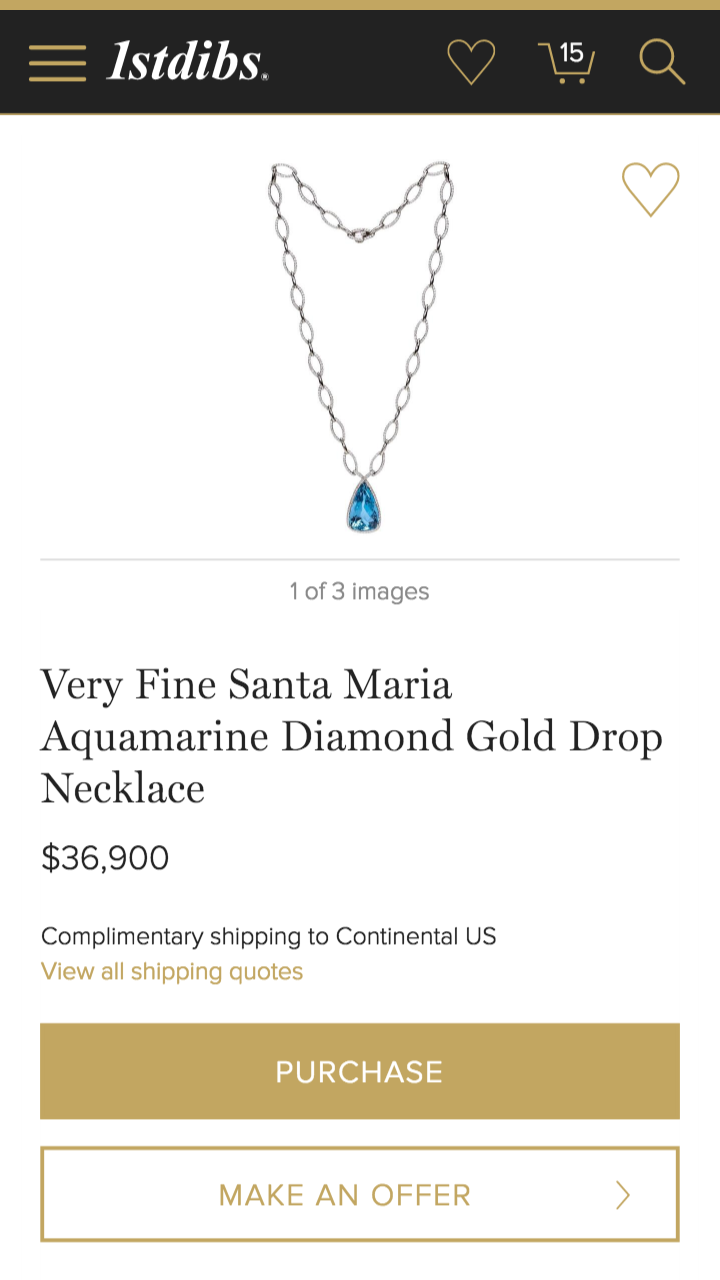 1stdibs.
15
1 of 3 images
Very Fine Santa Maria
Aquamarine Diamond Gold Drop
Necklace
$36,900
Complimentary shipping to Continental US
View all shipping quotes
PURCHASE
MAKE AN OFFER